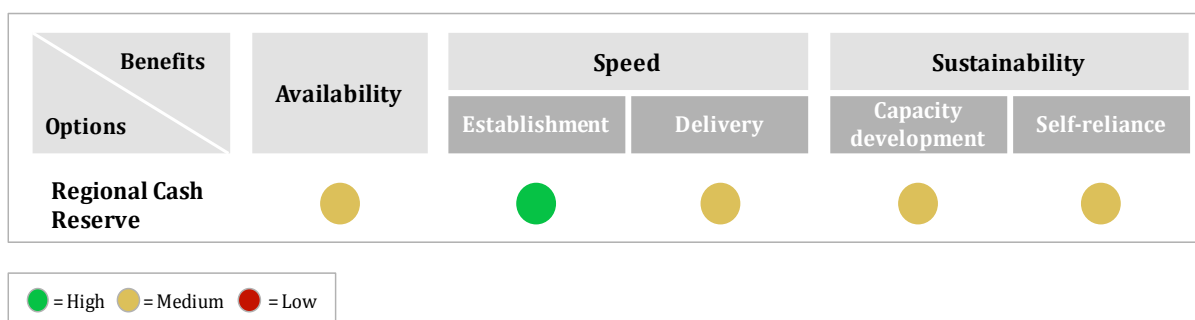 Benefits
Options
Availability
Speed
Sustainability
Establishment
Delivery
Capacity
development
Self-reliance
Regional Cash
Reserve
= High
= Medium
= Low